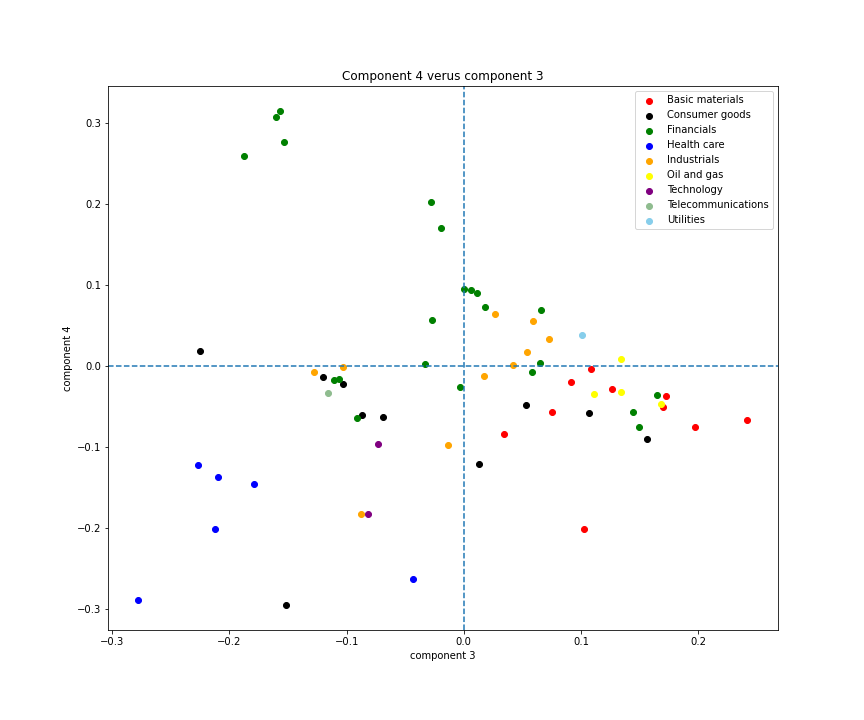 Component 4 verus component 3
component 4
0.3
0.2
0.1
0.0
−0.1
−0.2
−0.3
Basic materials
Consumer goods
Financials
Health care
Industrials
Oil and gas
Technology
Telecommunications
Utilities
−0.3
−0.2
−0.1
0.0
0.1
0.2
component 3